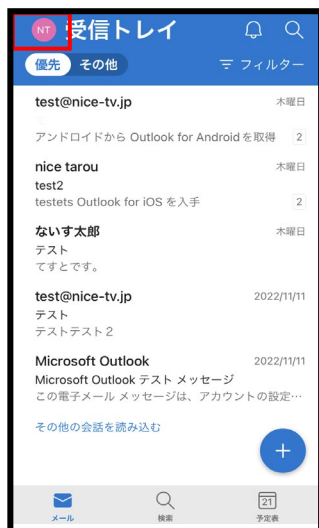 NT 受信トレイ
優先 その他 フィルター
test@nice-tv.jp 木曜日
アンドロイドから Outlook for Android を取得 2
nice tarou 木曜日
test2
testets Outlook for iOS を入手 2
ないす太郎 木曜日
テスト
てすとです。
test@nice-tv.jp 2022/11/11
テスト
テストテスト2
Microsoft Outlook 2022/11/11
Microsoft Outlook テスト メッセージ
この電子メール メッセージは、アカウントの設定…
その他の会話を読み込む
21
メール 検索 予定表